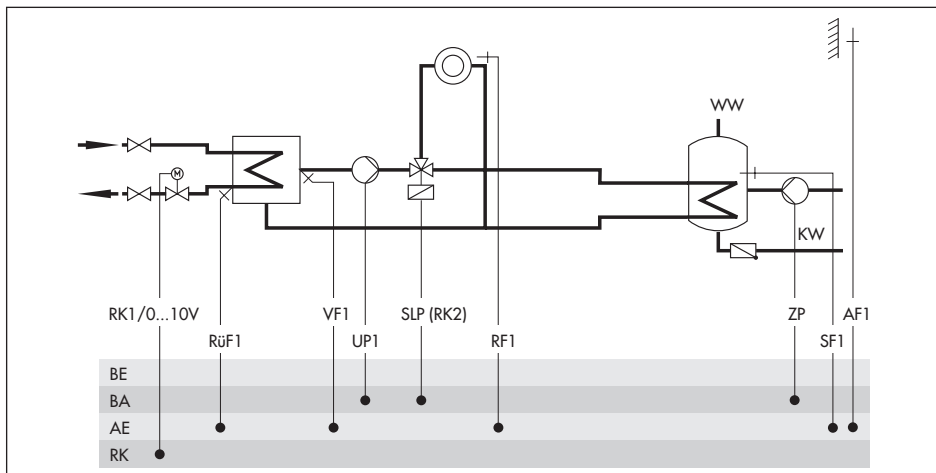 WW
M
KW
RK1/0...10V
VF1
SLP (RK2)
ZP
AF1
RüF1
UP1
RF1
SF1
BE
BA
AE
RK